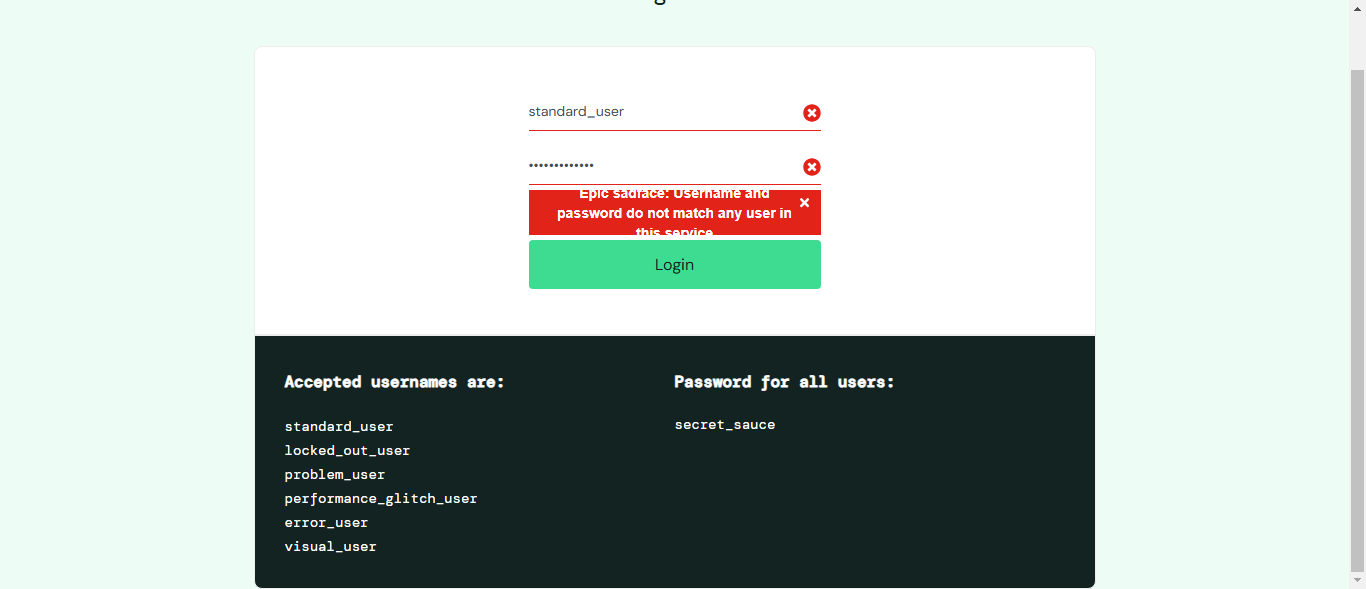 standard_user
•••••••••••••
Epic sadface: Username and
password do not match any user in
this service
Login
Accepted usernames are:
standard_user
locked_out_user
problem_user
performance_glitch_user
error_user
visual_user
Password for all users:
secret_sauce